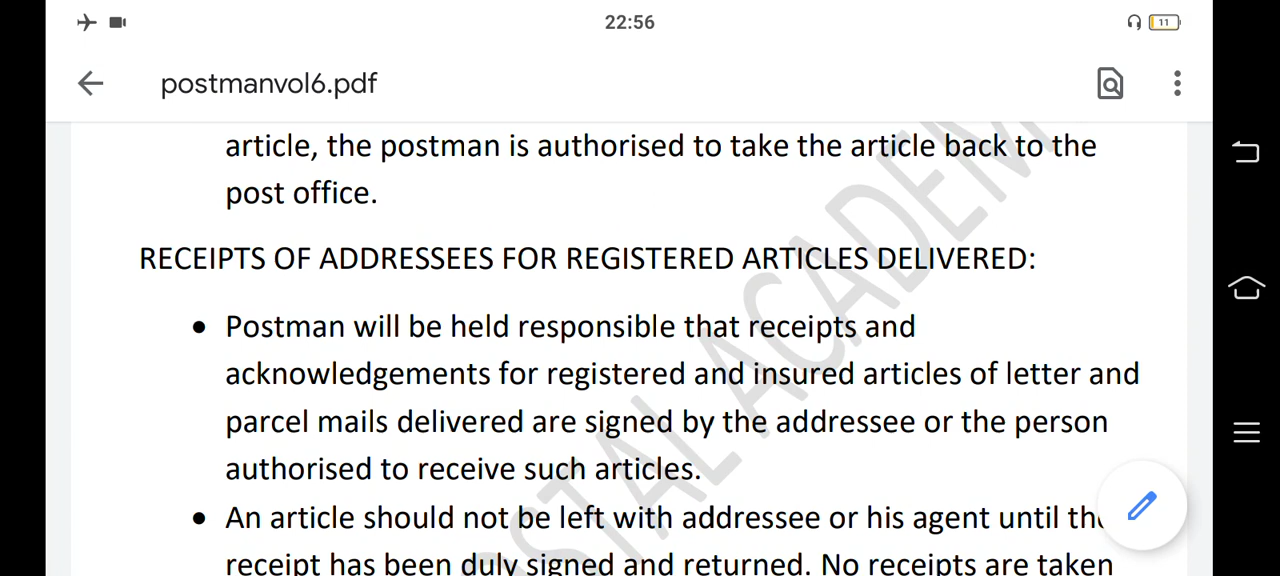 22:56
11
postmanvol6.pdf
article, the postman is authorised to take the article back to the
post office.
RECEIPTS OF ADDRESSEES FOR REGISTERED ARTICLES DELIVERED:
• Postman will be held responsible that receipts and
acknowledgements for registered and insured articles of letter and
parcel mails delivered are signed by the addressee or the person
authorised to receive such articles.
• An article should not be left with addressee or his agent until the
receipt has been duly signed and returned. No receipts are taken
STAL ACADEM